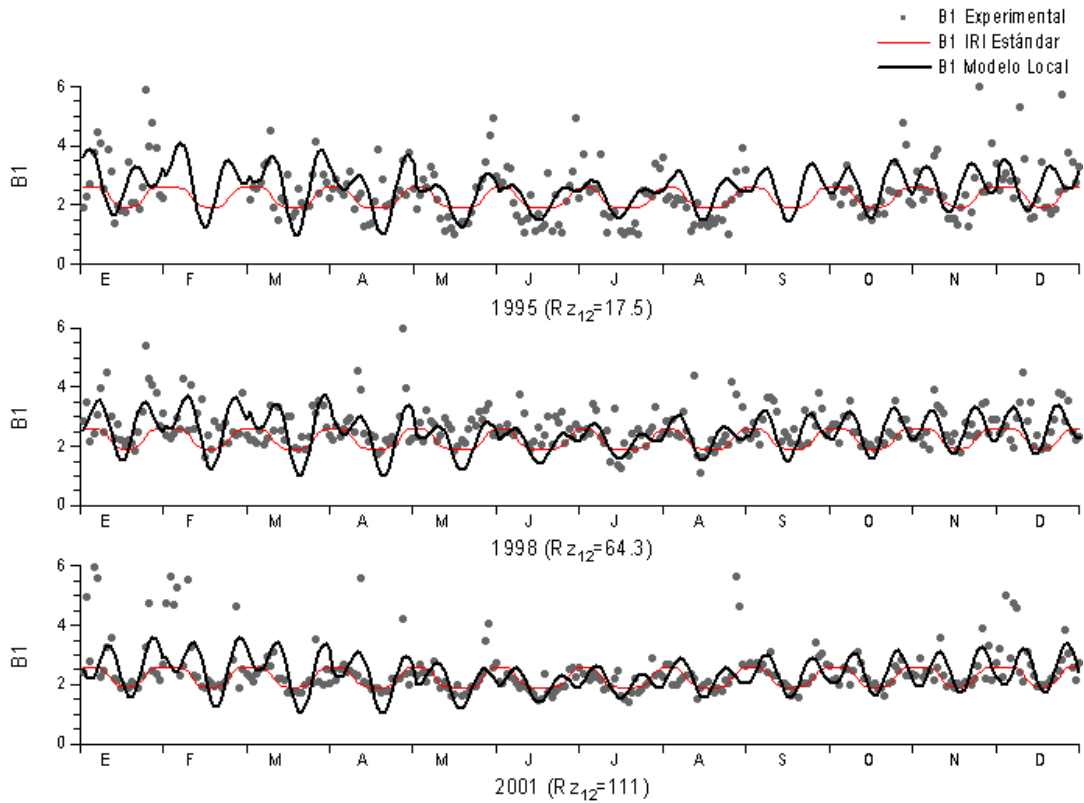 B1 Experimental
B1 IRI Estándar
B1 Modelo Local
6
4
2
0
B1
E F M A M J J A S O N D
1995 (Rz12=17.5)
6
4
2
0
B1
E F M A M J J A S O N D
1998 (Rz12=64.3)
6
4
2
0
B1
E F M A M J J A S O N D
2001 (Rz12=111)